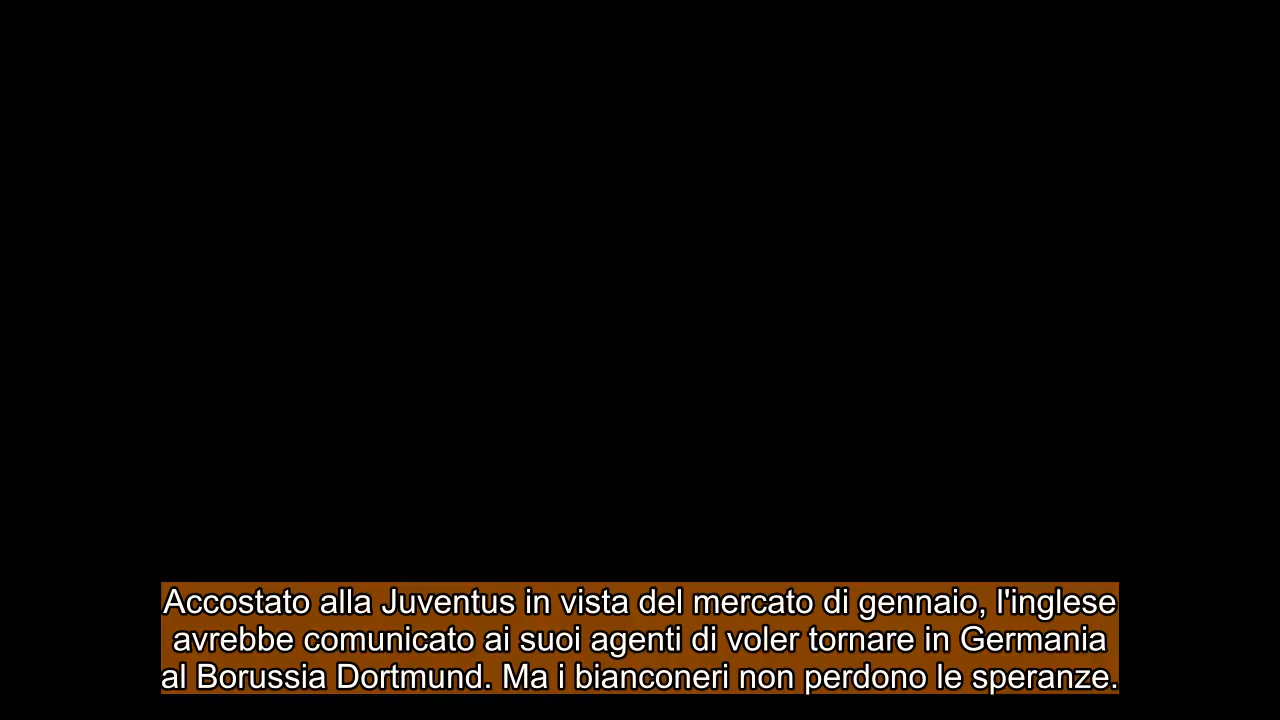 Accostato alla Juventus in vista del mercato di gennaio, l'inglese
avrebbe comunicato ai suoi agenti di voler tornare in Germania
al Borussia Dortmund. Ma i bianconeri non perdono le speranze.